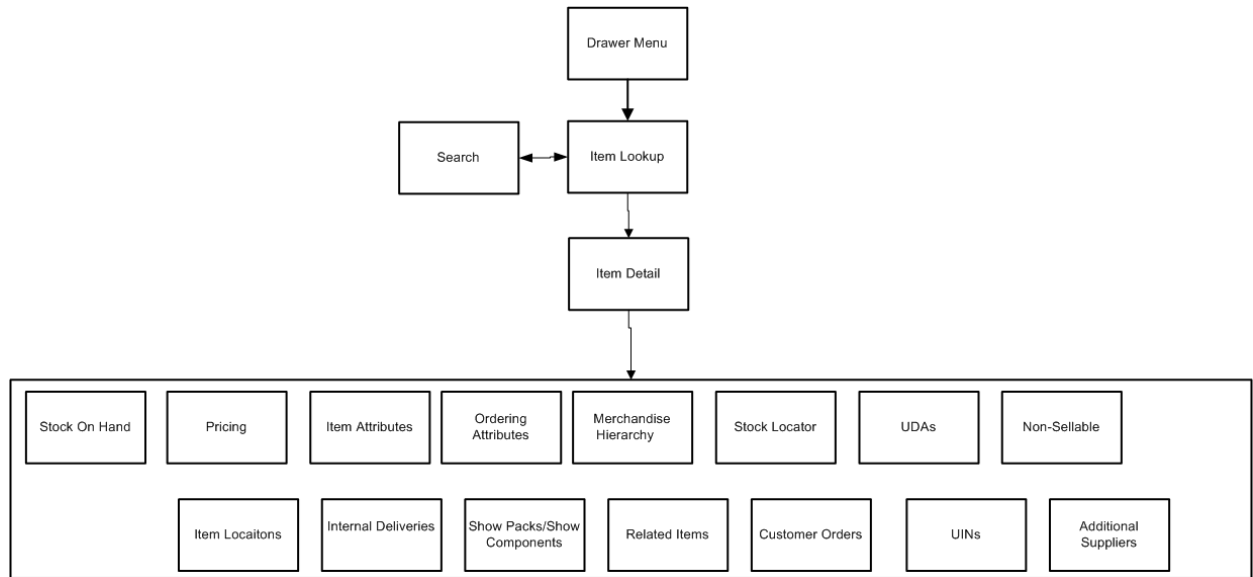 Drawer Menu
Search
Item Lookup
Item Detail
Stock On Hand
Pricing
Item Attributes
Ordering
Attributes
Merchandise
Hierarchy
Stock Locator
UDAs
Non-Sellable
Item Locaitons
Internal Deliveries
Show Packs/Show
Components
Related Items
Customer Orders
UINs
Additional
Suppliers